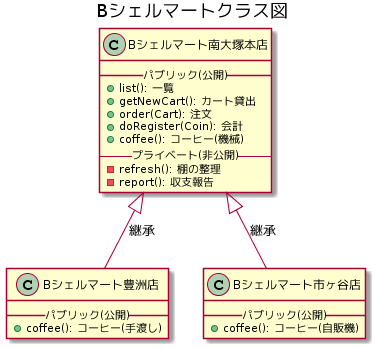 Bシェルマートクラス図
C Bシェルマート南大塚本店
パブリック(公開)
list(): 一覧
getNewCart(): カート貸出
order(Cart): 注文
doRegister(Coin): 会計
coffee(): コーヒー(機械)
プライベート(非公開)
refresh(): 棚の整理
report(): 収支報告
継承
継承
C Bシェルマート豊洲店
パブリック(公開)
coffee(): コーヒー(手渡し)
C Bシェルマート市ヶ谷店
パブリック(公開)
coffee(): コーヒー(自販機)